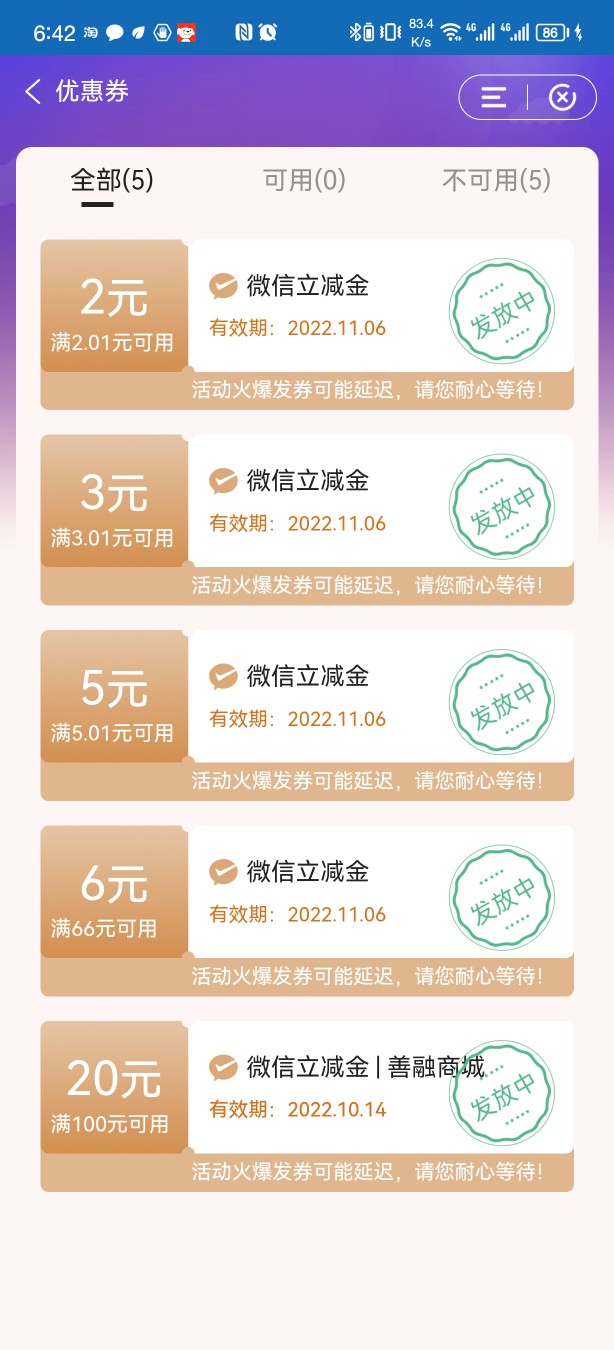 6:42 淘 83.4 K/s 4G 4G 86
优惠券
全部(5) 可用(0) 不可用(5)
2元
满2.01元可用
微信立减金
有效期：2022.11.06
发放中
活动火爆发券可能延迟，请您耐心等待！
3元
满3.01元可用
微信立减金
有效期：2022.11.06
发放中
活动火爆发券可能延迟，请您耐心等待！
5元
满5.01元可用
微信立减金
有效期：2022.11.06
发放中
活动火爆发券可能延迟，请您耐心等待！
6元
满66元可用
微信立减金
有效期：2022.11.06
发放中
活动火爆发券可能延迟，请您耐心等待！
20元
满100元可用
微信立减金 | 善融商城
有效期：2022.10.14
发放中
活动火爆发券可能延迟，请您耐心等待！